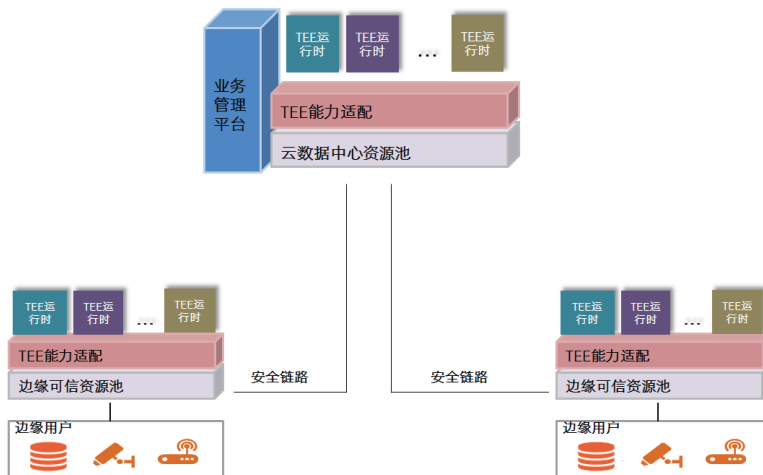 TEE运
行时
TEE运
行时
...
TEE运
行时
业务
管理
平台
TEE能力适配
云数据中心资源池
TEE运
行时
TEE运
行时
...
TEE运
行时
TEE能力适配
边缘可信资源池
边缘用户
安全链路
安全链路
TEE运
行时
TEE运
行时
...
TEE运
行时
TEE能力适配
边缘可信资源池
边缘用户